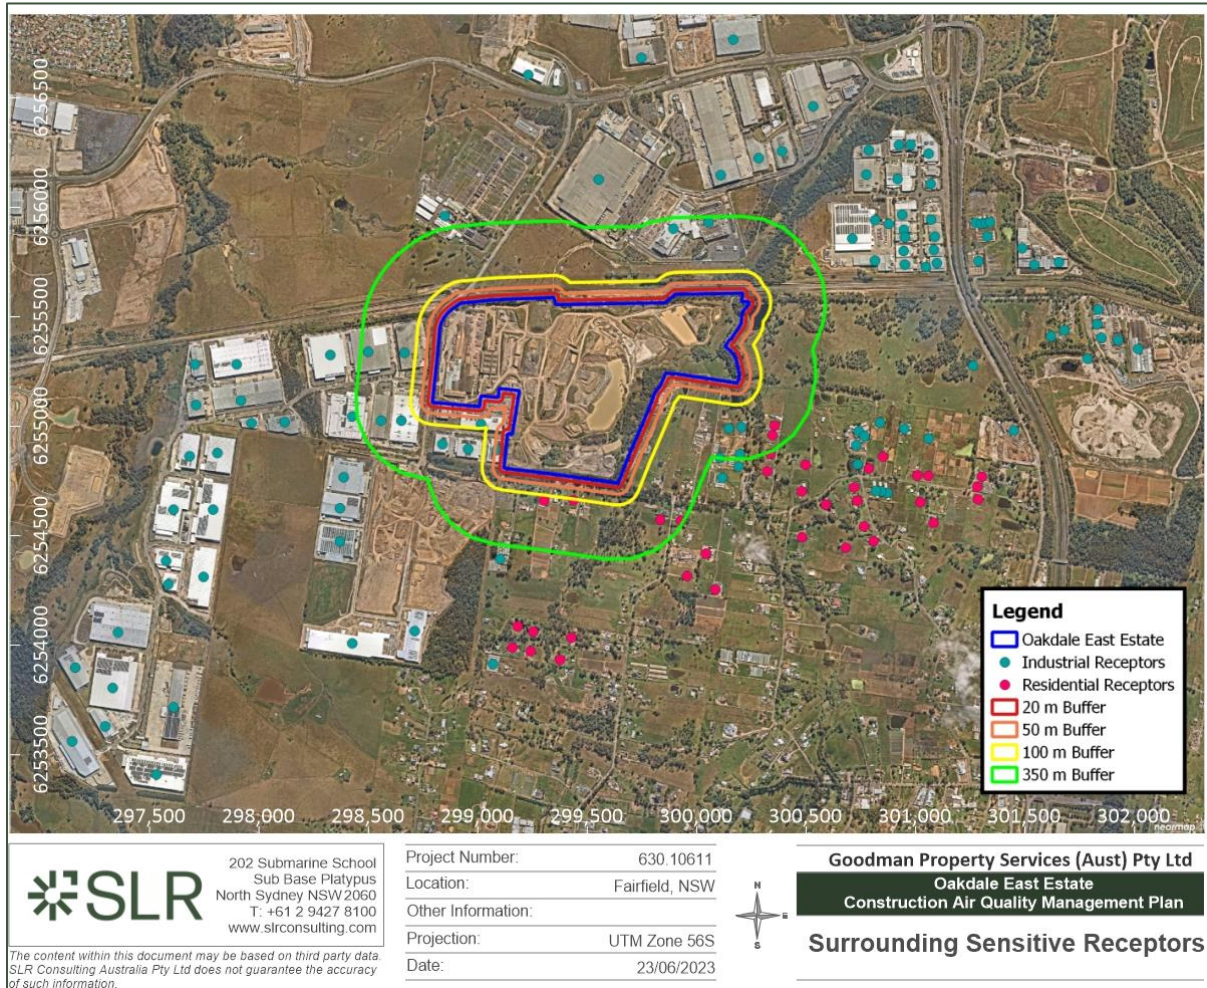 6256500
6256000
6255500
6255000
6254500
6254000
6253500
297,500 298,000 298,500 299,000 299,500 300,000 300,500 301,000 301,500 302,000
nearmap
Legend
Oakdale East Estate
Industrial Receptors
Residential Receptors
20 m Buffer
50 m Buffer
100 m Buffer
350 m Buffer
SLR
202 Submarine School
Sub Base Platypus
North Sydney NSW 2060
T: +61 2 9427 8100
www.slrconsulting.com
The content within this document may be based on third party data.
SLR Consulting Australia Pty Ltd does not guarantee the accuracy
of such information.
Project Number: 630.10611
Location: Fairfield, NSW
Other Information:
Projection: UTM Zone 56S
Date: 23/06/2023
N
E
S
Goodman Property Services (Aust) Pty Ltd
Oakdale East Estate
Construction Air Quality Management Plan
Surrounding Sensitive Receptors